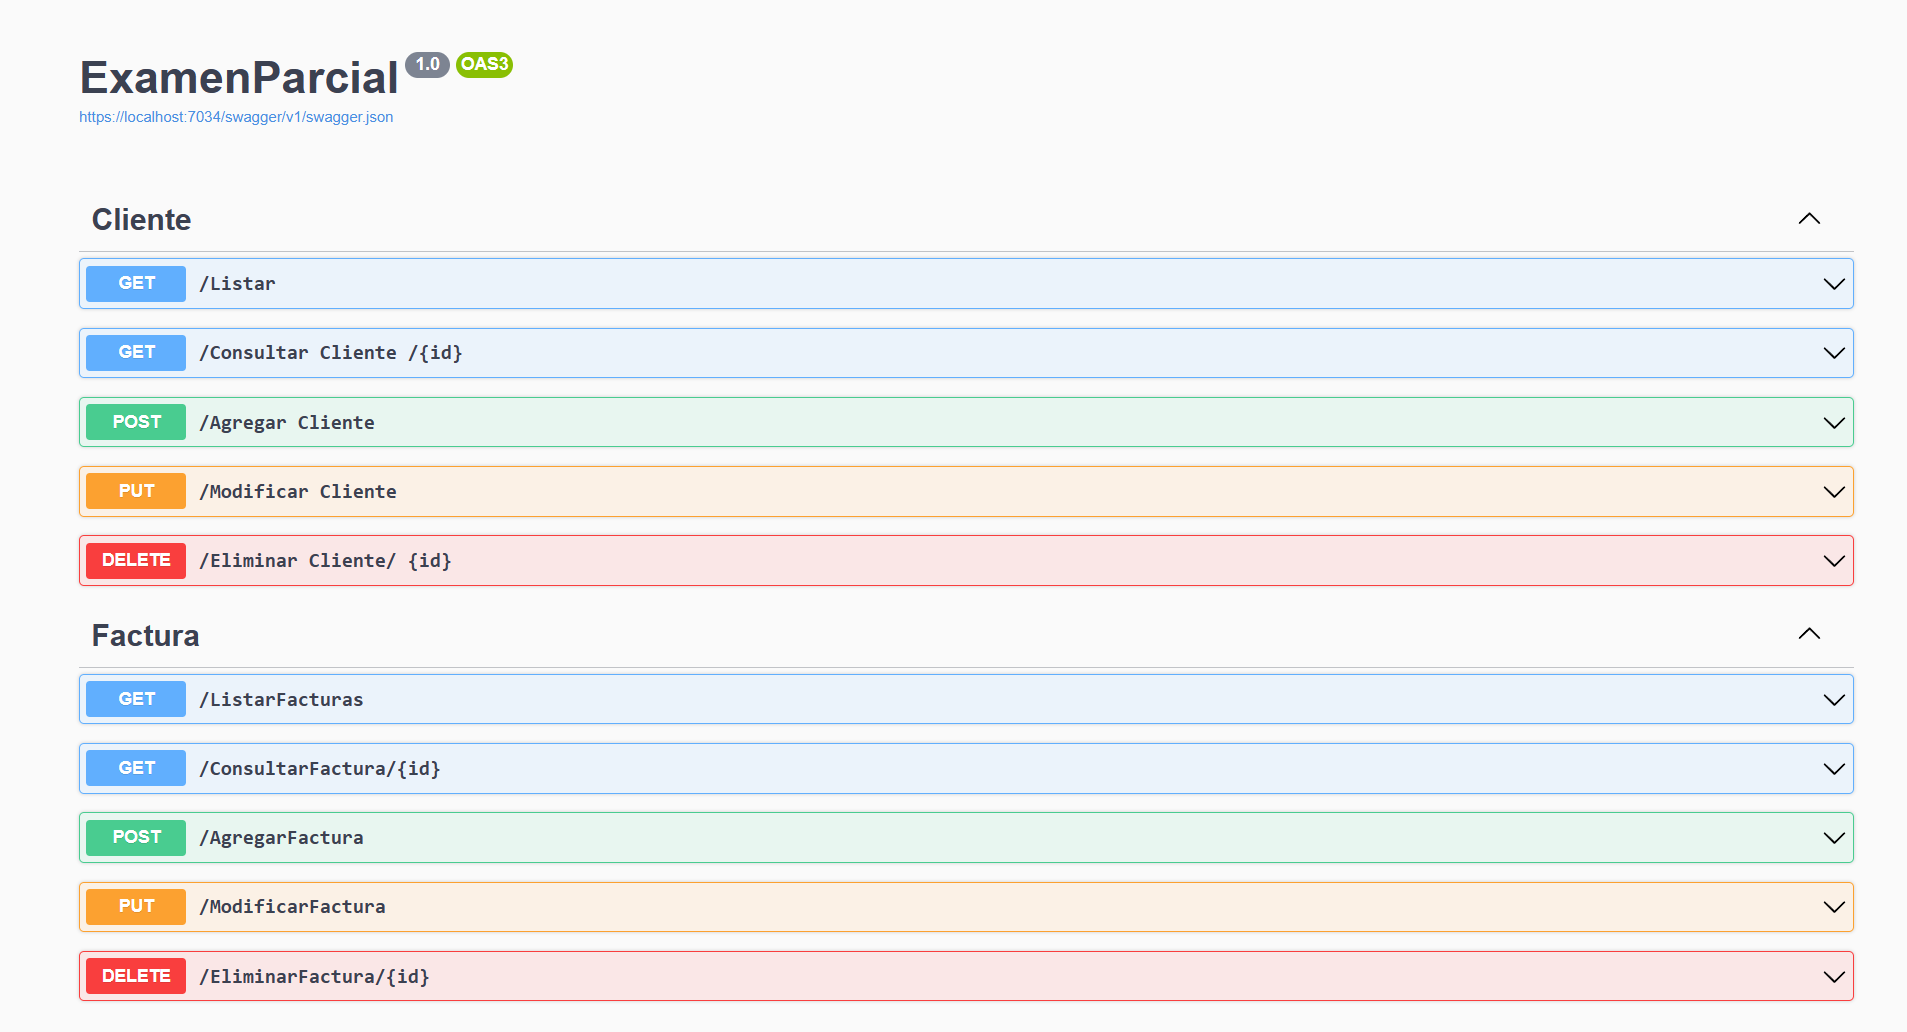 ExamenParcial 1.0 OAS3
https://localhost:7034/swagger/v1/swagger.json
Cliente
GET /Listar
GET /Consultar Cliente /{id}
POST /Agregar Cliente
PUT /Modificar Cliente
DELETE /Eliminar Cliente/ {id}
Factura
GET /ListarFacturas
GET /ConsultarFactura/{id}
POST /AgregarFactura
PUT /ModificarFactura
DELETE /EliminarFactura/{id}